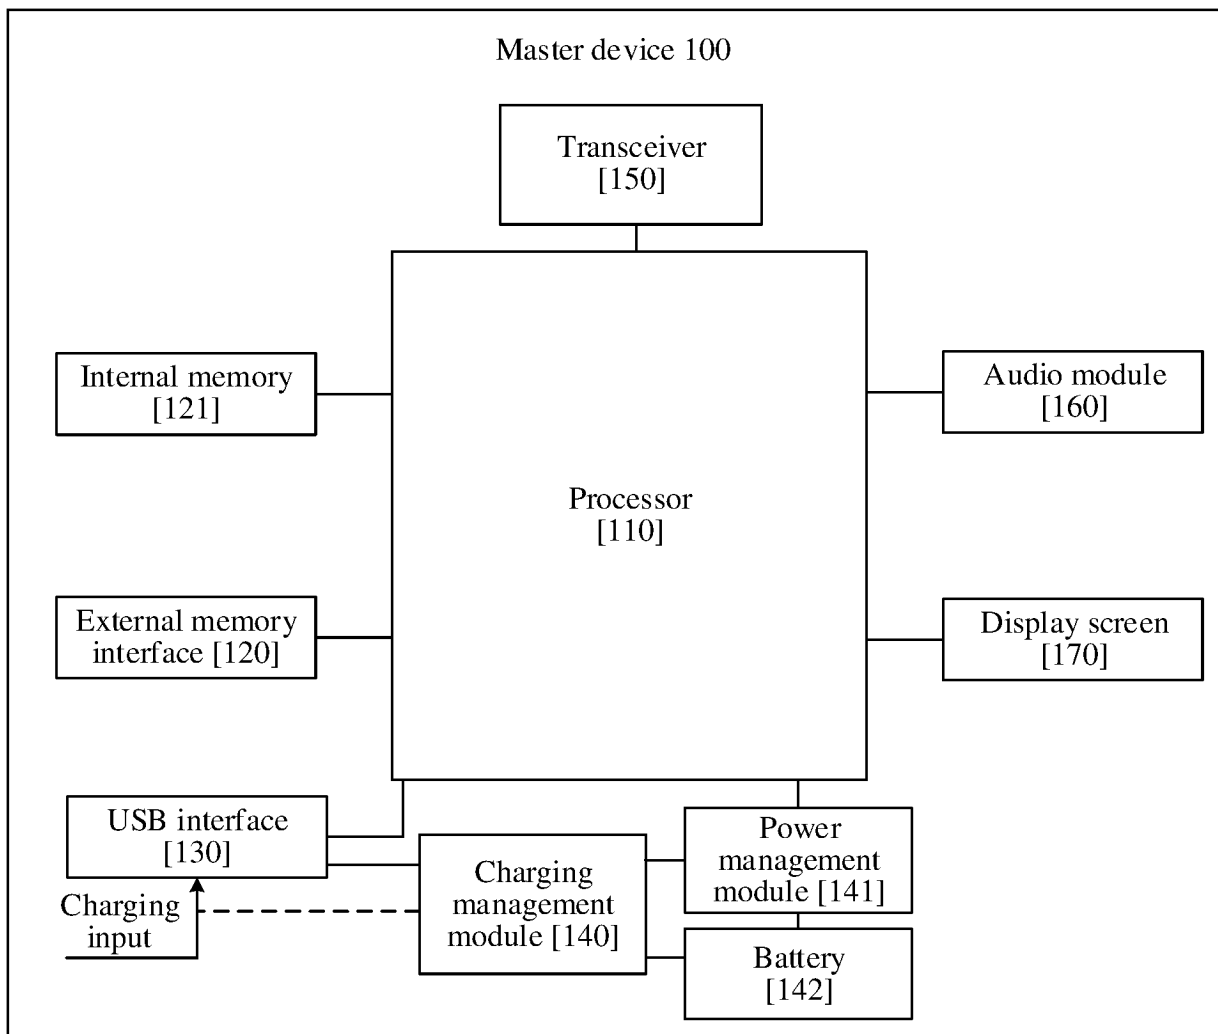 Master device 100
Transceiver
[150]
Internal memory
[121]
Audio module
[160]
Processor
[110]
External memory
interface [120]
Display screen
[170]
USB interface
[130]
Power
management
module [141]
Charging
management
module [140]
Charging
input
Battery
[142]